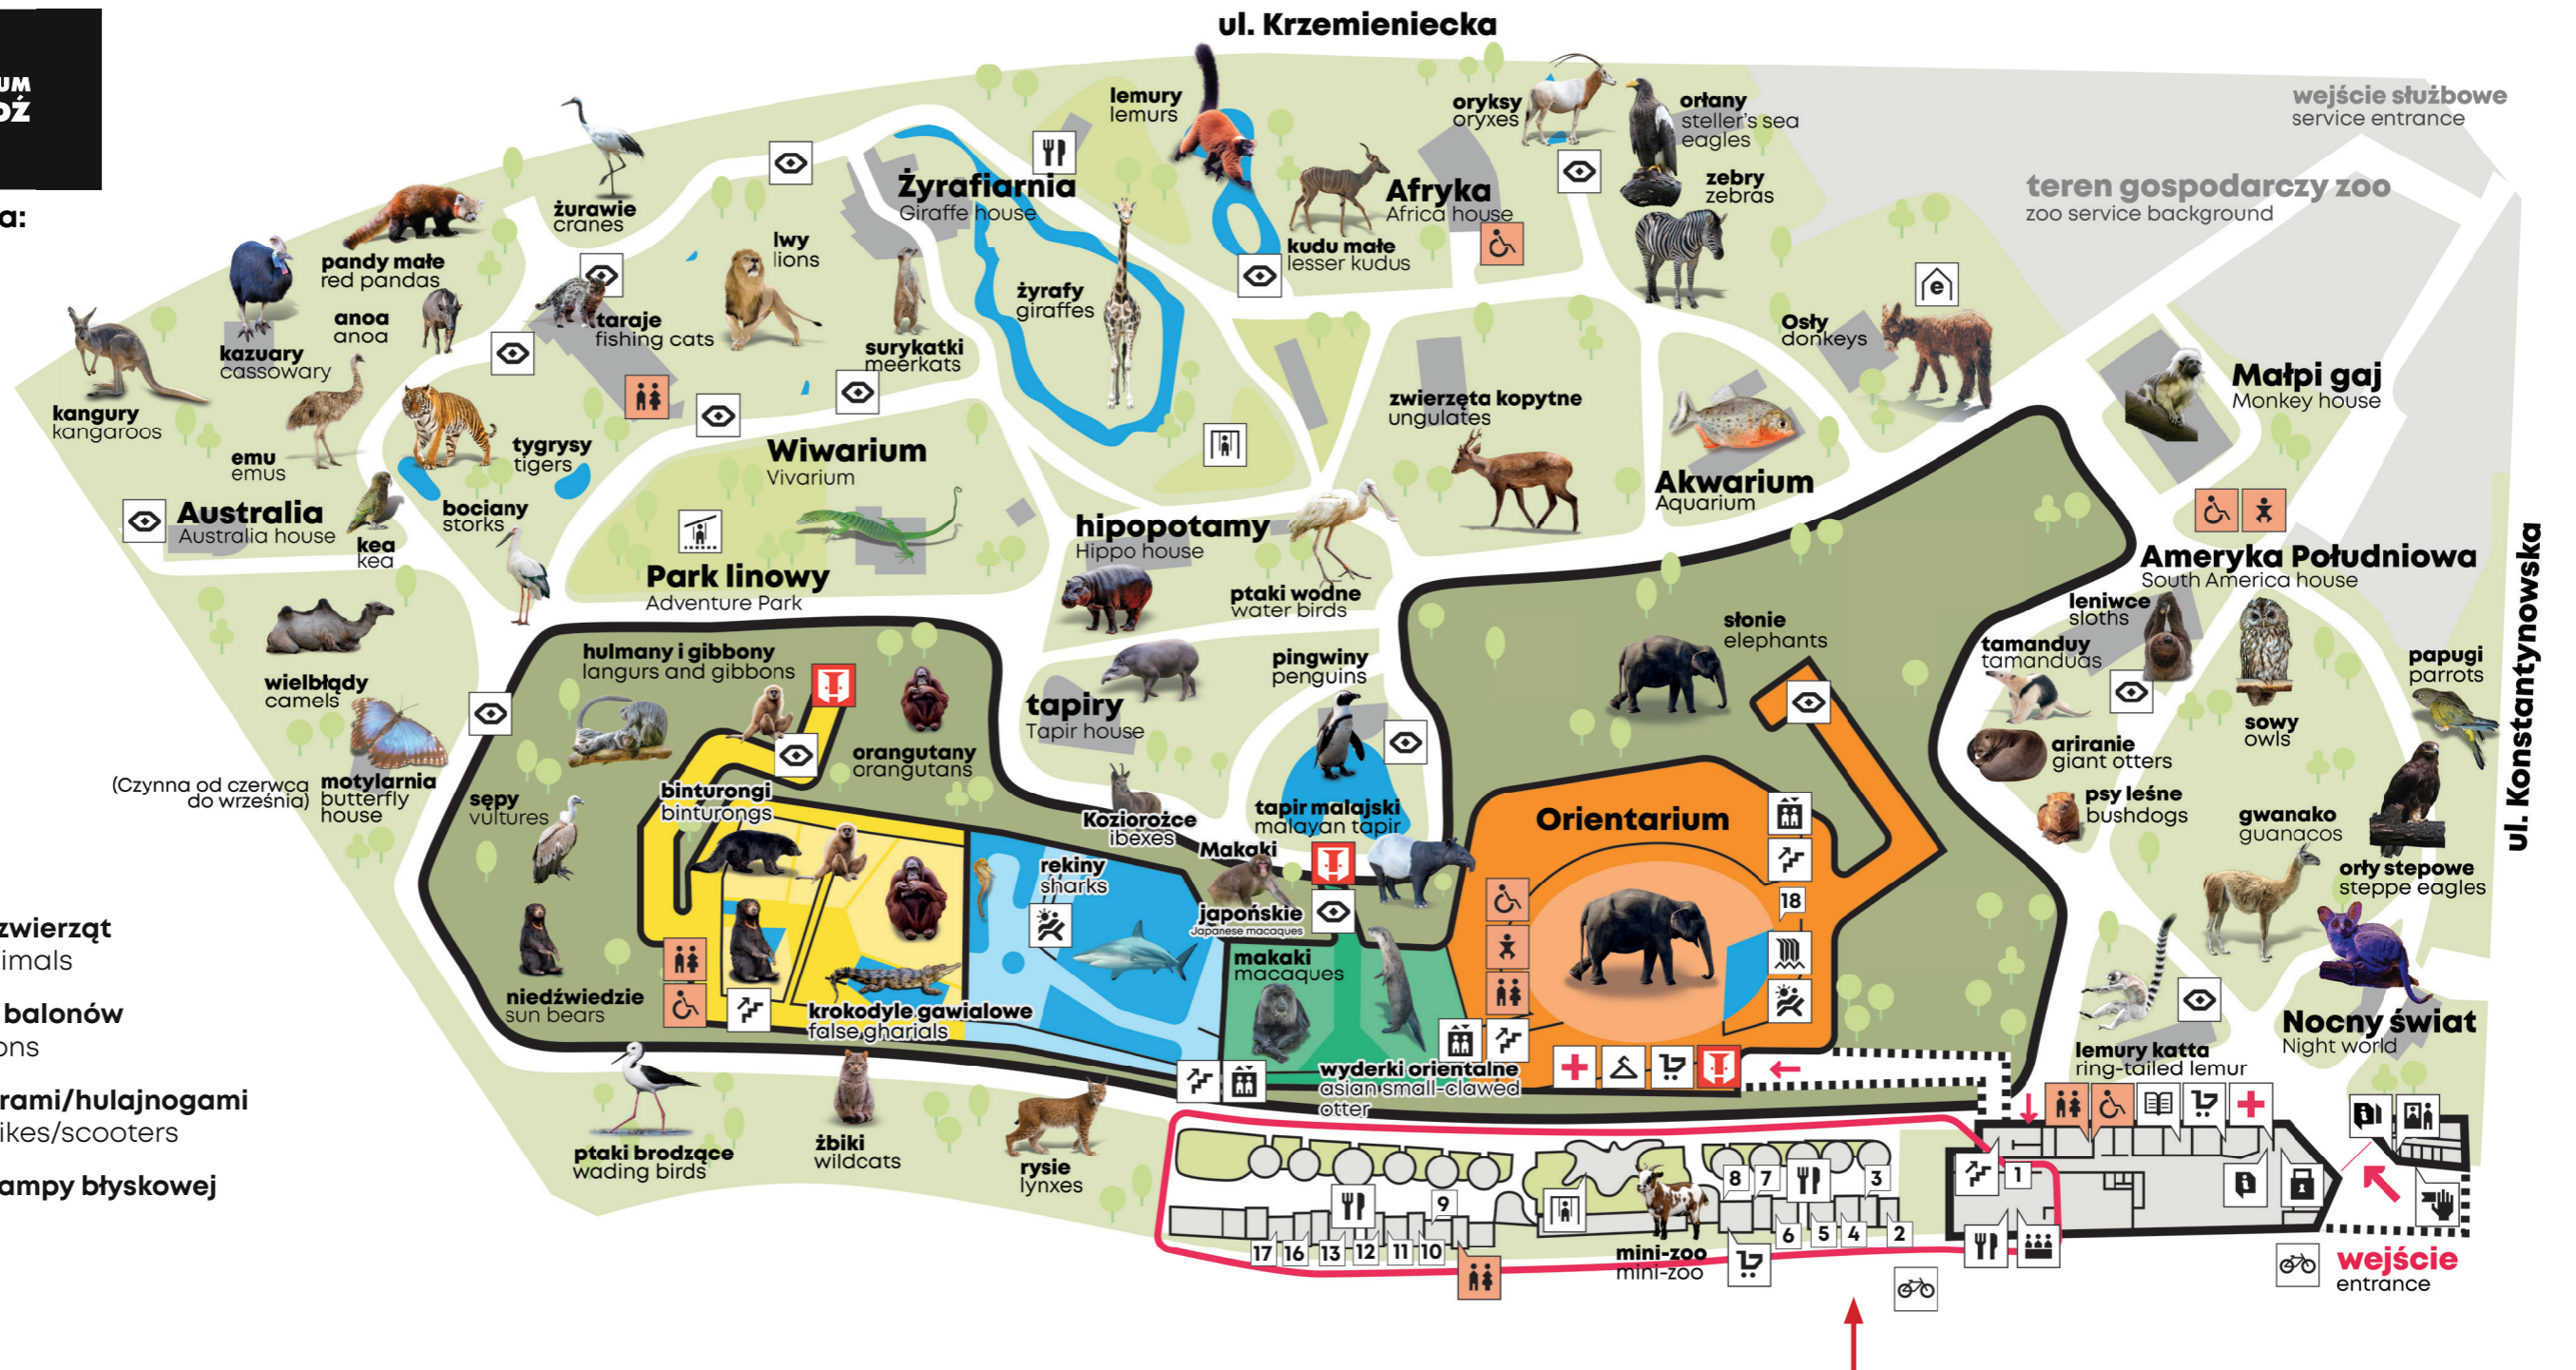 ul. Krzemieniecka
UM
DŹ
a:
wejście służbowe
service entrance
teren gospodarczy zoo
zoo service background
ul. Konstantynowska
lemury
lemurs
oryksy
oryxes
orłany
steller's sea
eagles
zebry
zebras
żurawie
cranes
Żyrafiarnia
Giraffe house
Afryka
Africa house
kudu małe
lesser kudus
lwy
lions
pandy małe
red pandas
anoa
anoa
żyrafy
giraffes
taraje
fishing cats
surykatki
meerkats
Osły
donkeys
e
kazuary
cassowary
kangury
kangaroos
emu
emus
tygrysy
tigers
Wiwarium
Vivarium
zwierzęta kopytne
ungulates
Małpi gaj
Monkey house
Akwarium
Aquarium
Australia
Australia house
kea
kea
bociany
storks
hipopotamy
Hippo house
Park linowy
Adventure Park
ptaki wodne
water birds
Ameryka Południowa
South America house
leniwce
sloths
tamanduy
tamanduas
słonie
elephants
hulmany i gibbony
langurs and gibbons
pingwiny
penguins
papugi
parrots
wielbłądy
camels
tapiry
Tapir house
sowy
owls
orangutany
orangutans
ariranie
giant otters
(Czynna od czerwca
do września)
motylarnia
butterfly
house
sępy
vultures
binturongi
binturongs
Koziorożce
ibexes
tapir malajski
malayan tapir
Orientarium
psy leśne
bushdogs
gwanako
guanacos
Makaki
japońskie
Japanese macaques
rekiny
sharks
orły stepowe
steppe eagles
18
zwierząt
imals
makaki
macaques
niedźwiedzie
sun bears
krokodyle gawialowe
false gharials
balonów
ons
Nocny świat
Night world
lemury katta
ring-tailed lemur
wyderki orientalne
asian small-clawed
otter
rami/hulajnogami
ikes/scooters
ptaki brodzące
wading birds
żbiki
wildcats
rysie
lynxes
ampy błyskowej
i
i
8
7
3
1
9
17
16
13
12
11
10
6
5
4
2
mini-zoo
mini-zoo
wejście
entrance